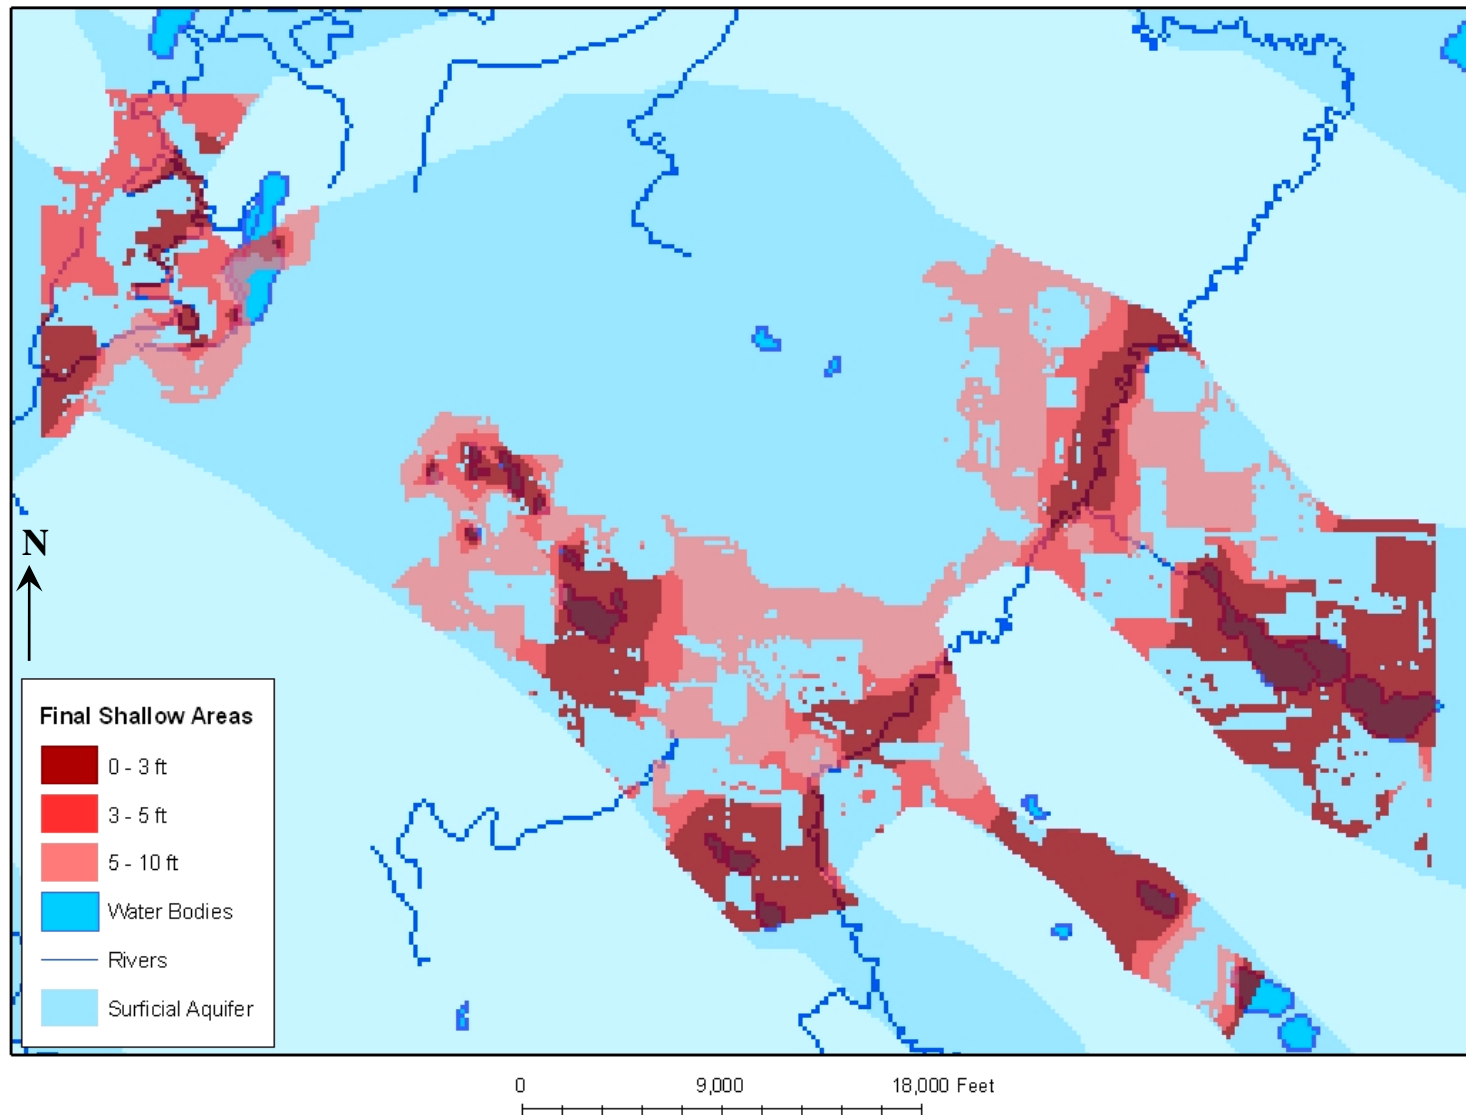 N
Final Shallow Areas
0 - 3 ft
3 - 5 ft
5 - 10 ft
Water Bodies
Rivers
Surficial Aquifer
0 9,000 18,000 Feet